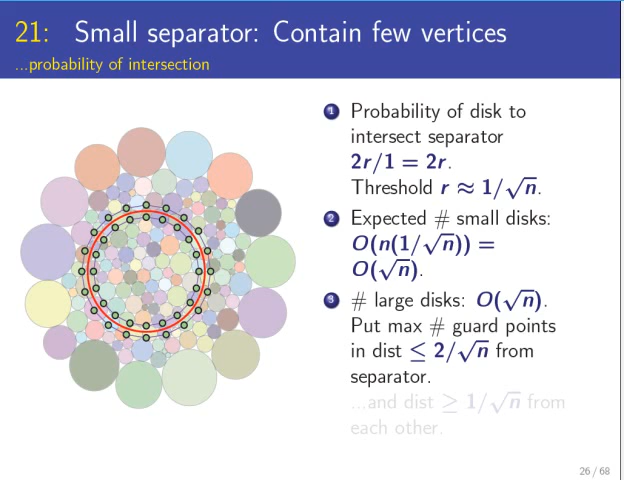 21: Small separator: Contain few vertices
...probability of intersection
1 Probability of disk to
intersect separator
2r/1 = 2r.
Threshold r ≈ 1/√n.
2 Expected # small disks:
O(n(1/√n)) =
O(√n).
3 # large disks: O(√n).
Put max # guard points
in dist ≤ 2/√n from
separator.
...and dist ≥ 1/√n from
each other.
26 / 68